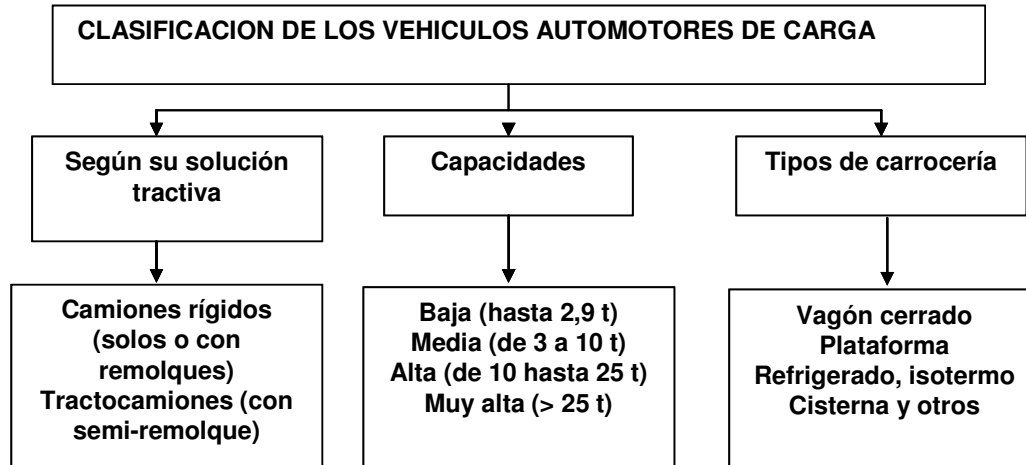 CLASIFICACION DE LOS VEHICULOS AUTOMOTORES DE CARGA
Según su solución
tractiva
Capacidades
Tipos de carrocería
Camiones rígidos
(solos o con
remolques)
Tractocamiones (con
semi-remolque)
Baja (hasta 2,9 t)
Media (de 3 a 10 t)
Alta (de 10 hasta 25 t)
Muy alta (> 25 t)
Vagón cerrado
Plataforma
Refrigerado, isotermo
Cisterna y otros